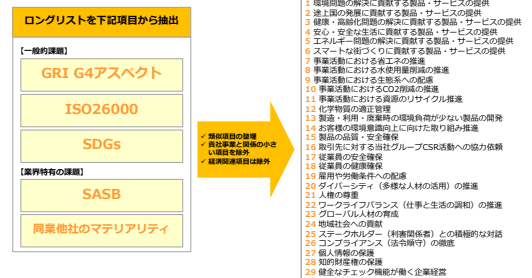 ロングリストを下記項目から抽出
【一般的課題】
GRI G4アスペクト
ISO26000
SDGs
【業界特有の課題】
SASB
同業他社のマテリアリティ
✓ 類似項目の整理
✓ 貴社事業と関係の小さ
い項目を除外
✓ 経済関連項目は除外
1 環境問題の解決に貢献する製品・サービスの提供
2 途上国の発展に貢献する製品・サービスの提供
3 健康・高齢化問題の解決に貢献する製品・サービスの提供
4 安心・安全な生活に貢献する製品・サービスの提供
5 エネルギー問題の解決に貢献する製品・サービスの提供
6 スマートな街づくりに貢献する製品・サービスの提供
7 事業活動における省エネの推進
8 事業活動における水使用量削減の推進
9 事業活動における生態系への配慮
10 事業活動におけるCO2削減の推進
11 事業活動における資源のリサイクル推進
12 化学物質の適正管理
13 製造・利用・廃棄時の環境負荷が少ない製品の開発
14 お客様の環境意識向上に向けた取り組み推進
15 製品の品質・安全確保
16 取引先に対する当社グループCSR活動への協力依頼
17 従業員の安全確保
18 従業員の健康確保
19 雇用や労働条件への配慮
20 ダイバーシティ（多様な人材の活用）の推進
21 人権の尊重
22 ワークライフバランス（仕事と生活の調和）の推進
23 グローバル人材の育成
24 地域社会への貢献
25 ステークホルダー（利害関係者）との積極的な対話
26 コンプライアンス（法令順守）の徹底
27 個人情報の保護
28 知的財産権の保護
29 健全なチェック機能が働く企業経営